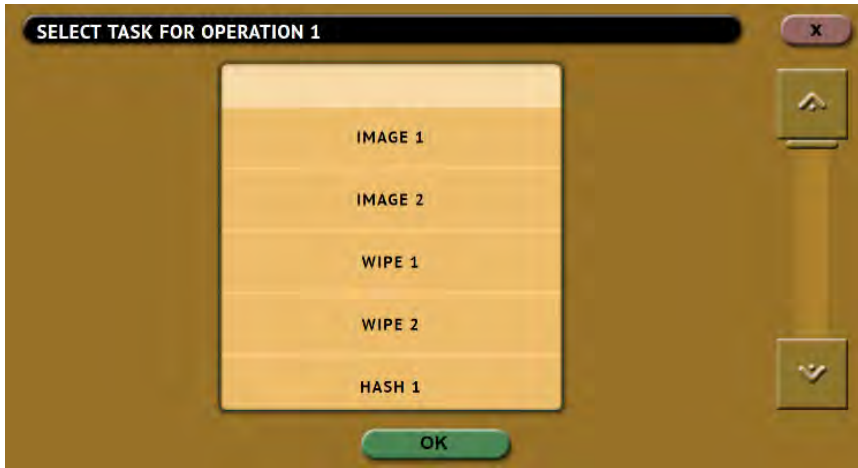 SELECT TASK FOR OPERATION 1
X
IMAGE 1
IMAGE 2
WIPE 1
WIPE 2
HASH 1
OK